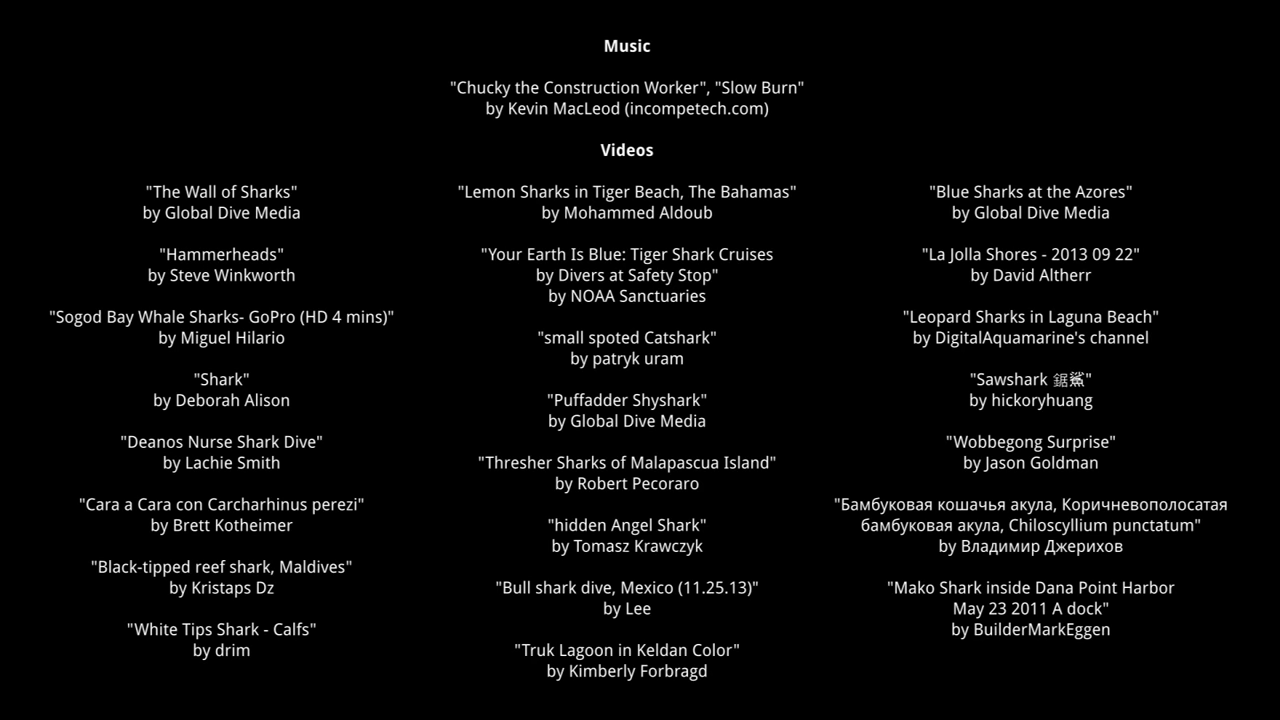 Music
"Chucky the Construction Worker", "Slow Burn"
by Kevin MacLeod (incompetech.com)
Videos
"The Wall of Sharks"
by Global Dive Media
"Hammerheads"
by Steve Winkworth
"Sogod Bay Whale Sharks- GoPro (HD 4 mins)"
by Miguel Hilario
"Shark"
by Deborah Alison
"Deanos Nurse Shark Dive"
by Lachie Smith
"Cara a Cara con Carcharhinus perezi"
by Brett Kotheimer
"Black-tipped reef shark, Maldives"
by Kristaps Dz
"White Tips Shark - Calfs"
by drim
"Lemon Sharks in Tiger Beach, The Bahamas"
by Mohammed Aldoub
"Your Earth Is Blue: Tiger Shark Cruises
by Divers at Safety Stop"
by NOAA Sanctuaries
"small spoted Catshark"
by patryk uram
"Puffadder Shyshark"
by Global Dive Media
"Thresher Sharks of Malapascua Island"
by Robert Pecoraro
"hidden Angel Shark"
by Tomasz Krawczyk
"Bull shark dive, Mexico (11.25.13)"
by Lee
"Truk Lagoon in Keldan Color"
by Kimberly Forbragd
"Blue Sharks at the Azores"
by Global Dive Media
"La Jolla Shores - 2013 09 22"
by David Altherr
"Leopard Sharks in Laguna Beach"
by DigitalAquamarine's channel
"Sawshark 鋸鯊"
by hickoryhuang
"Wobbegong Surprise"
by Jason Goldman
"Бамбуковая кошачья акула, Коричневополосатая
бамбуковая акула, Chiloscyllium punctatum"
by Владимир Джерихов
"Mako Shark inside Dana Point Harbor
May 23 2011 A dock"
by BuilderMarkEggen